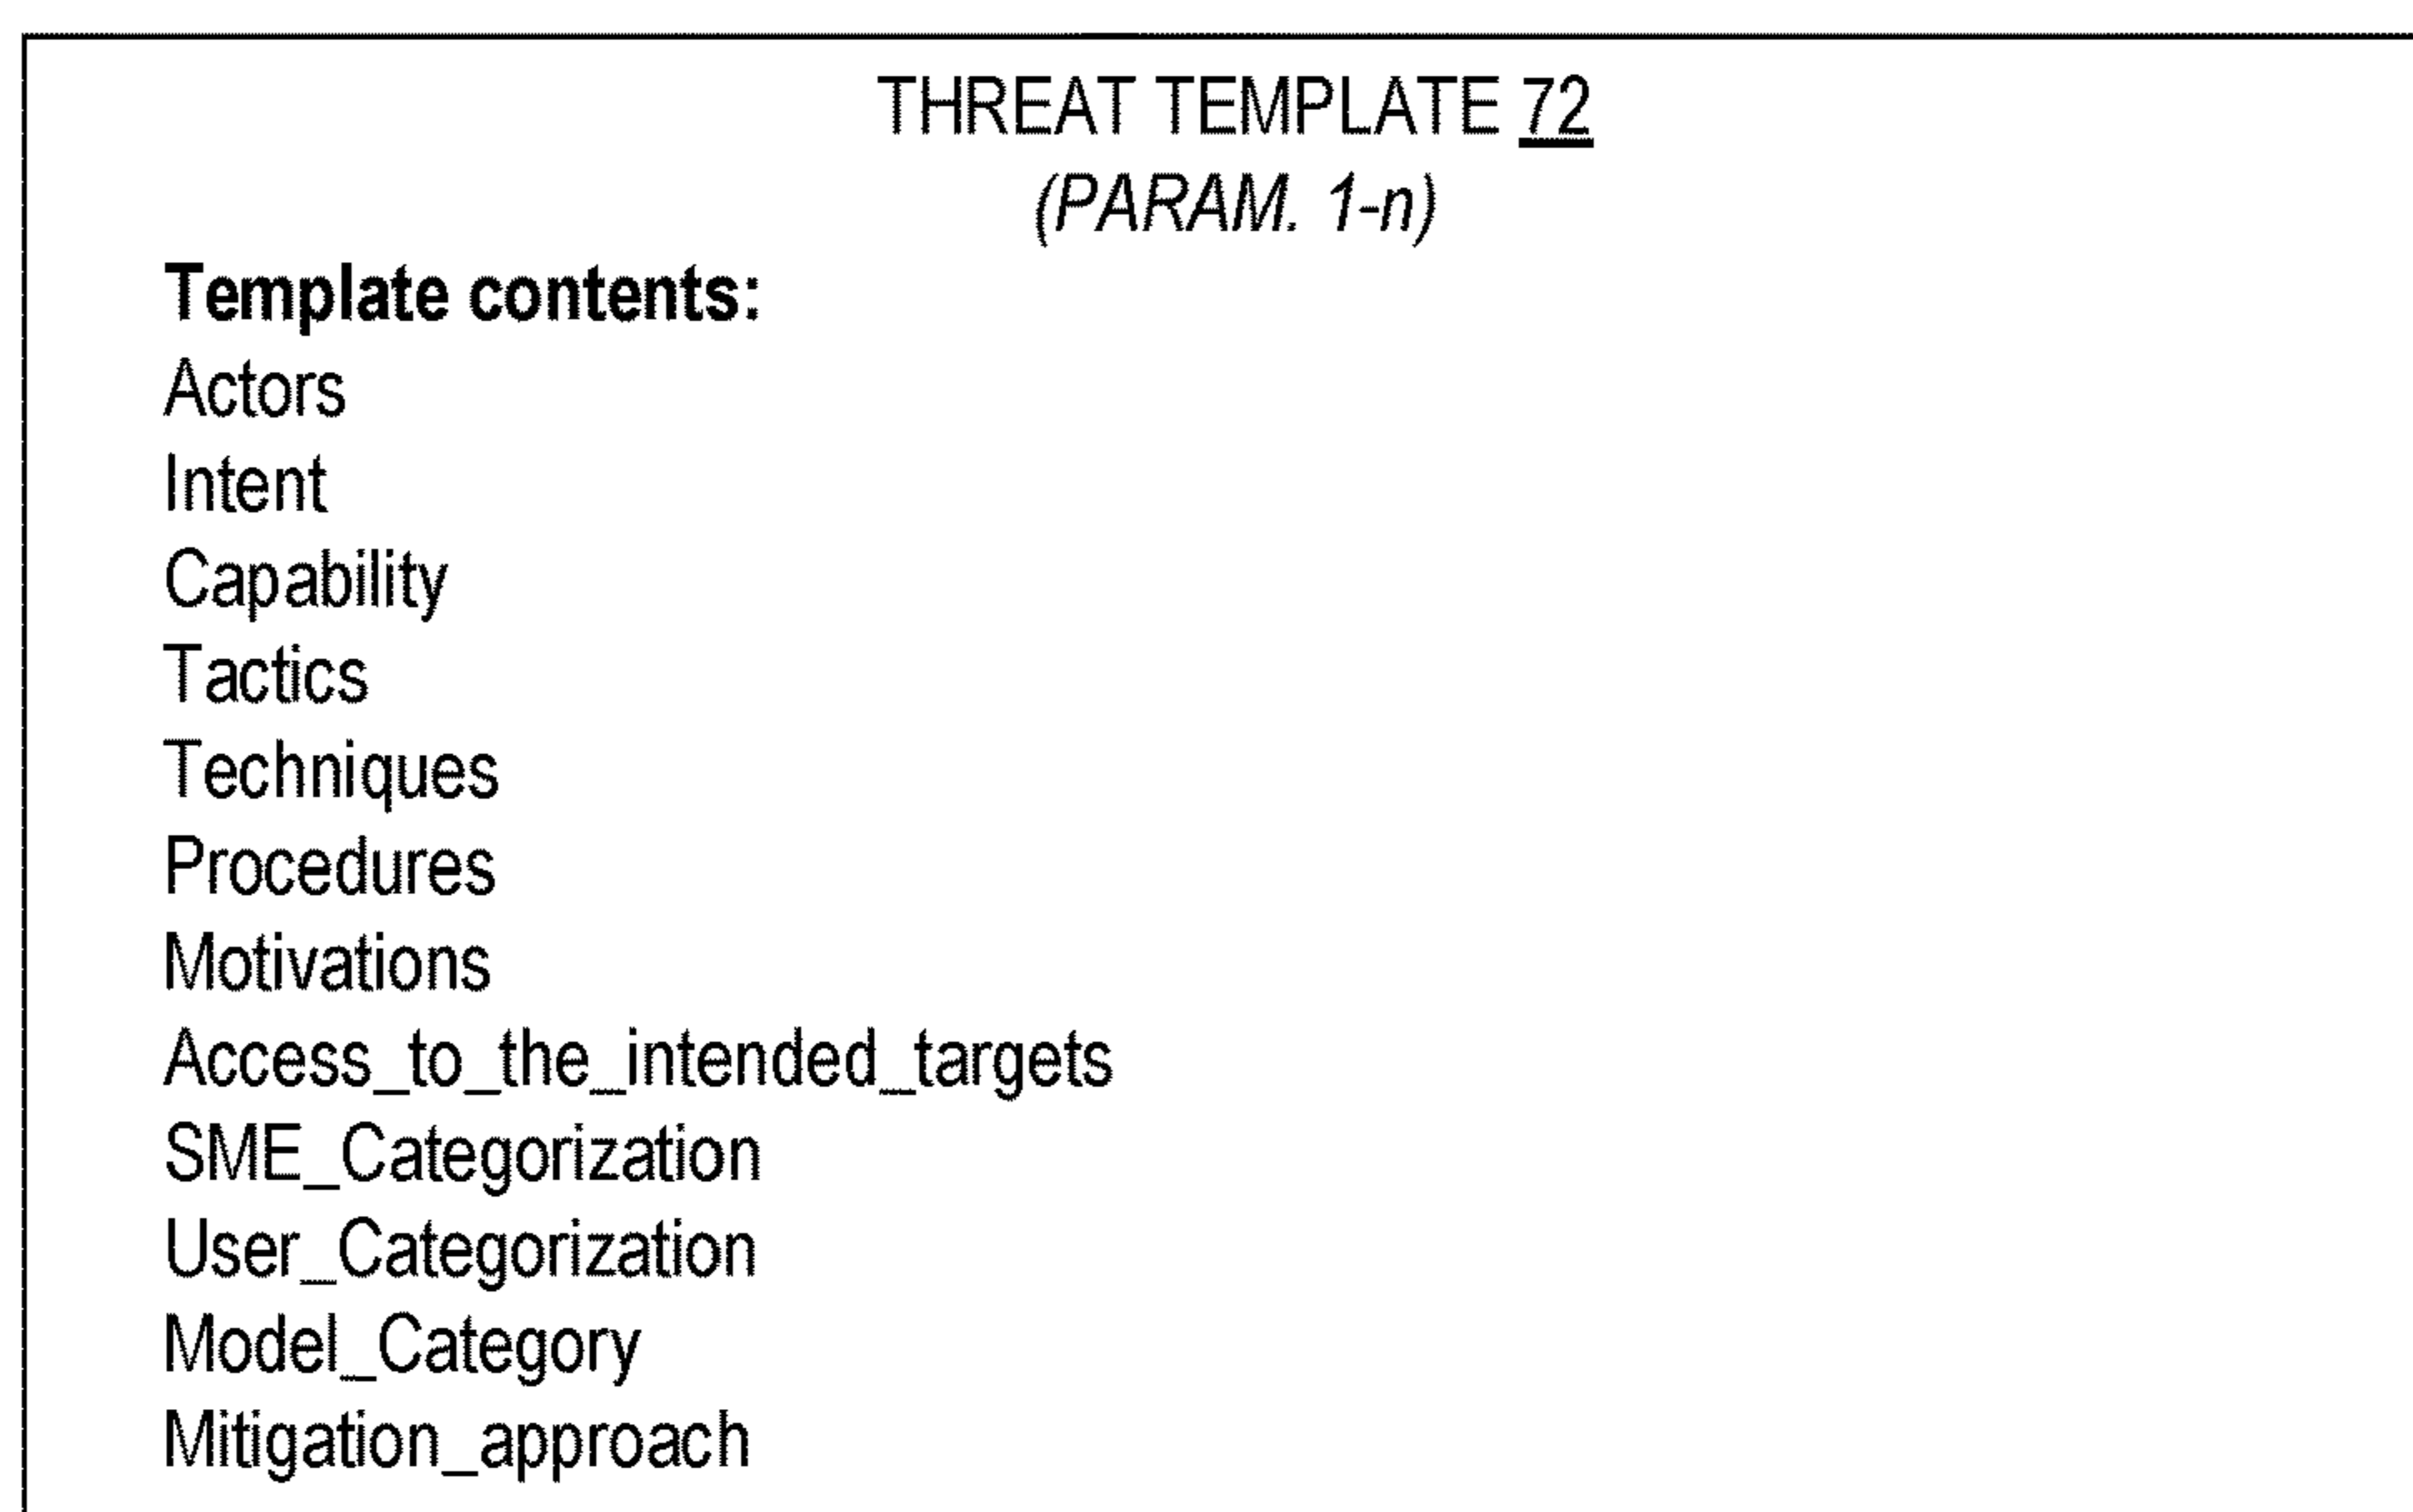 THREAT TEMPLATE 72
(PARAM. 1-n)
Template contents:
Actors
Intent
Capability
Tactics
Techniques
Procedures
Motivations
Access_to_the_intended_targets
SME_Categorization
User_Categorization
Model_Category
Mitigation_approach